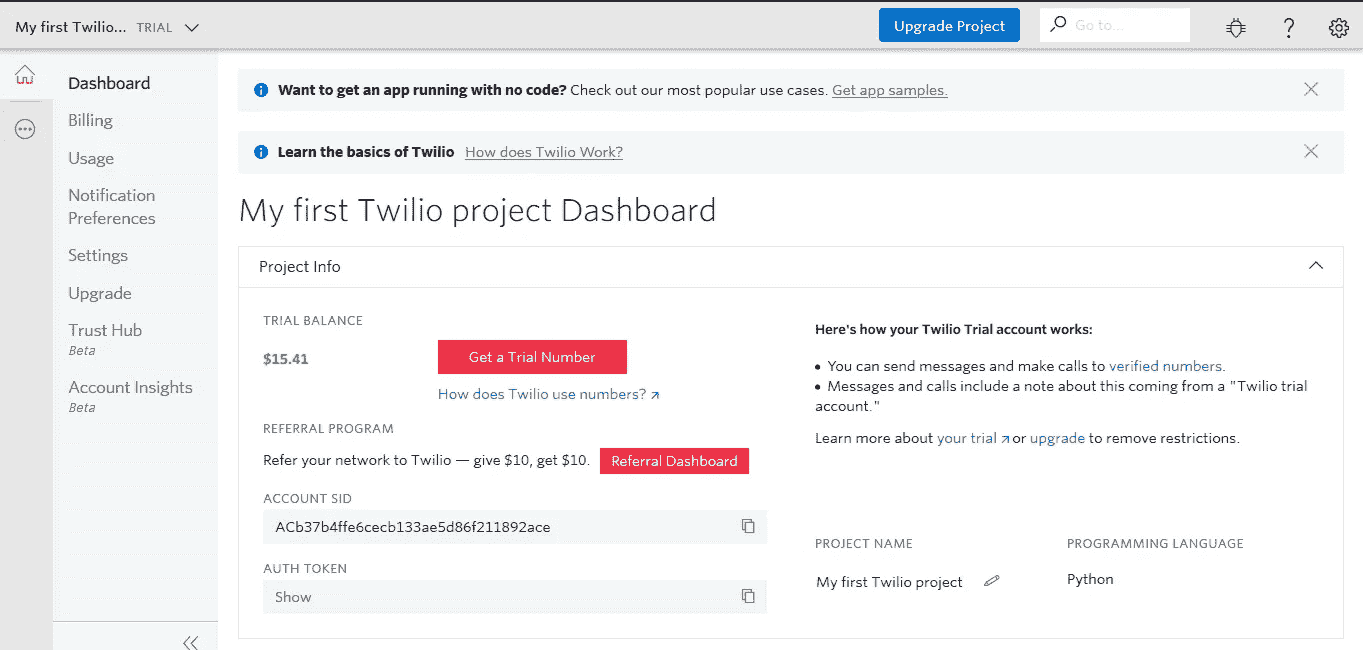 My first Twilio... TRIAL
Upgrade Project
Go to...
Dashboard
Billing
Usage
Notification
Preferences
Settings
Upgrade
Trust Hub
Beta
Account Insights
Beta
Want to get an app running with no code? Check out our most popular use cases. Get app samples.
Learn the basics of Twilio How does Twilio Work?
My first Twilio project Dashboard
Project Info
TRIAL BALANCE
$15.41
Get a Trial Number
How does Twilio use numbers?
REFERRAL PROGRAM
Refer your network to Twilio — give $10, get $10. Referral Dashboard
ACCOUNT SID
ACb37b4ffe6cecb133ae5d86f211892ace
AUTH TOKEN
Show
Here's how your Twilio Trial account works:
• You can send messages and make calls to verified numbers.
• Messages and calls include a note about this coming from a "Twilio trial
account."
Learn more about your trial or upgrade to remove restrictions.
PROJECT NAME
My first Twilio project
PROGRAMMING LANGUAGE
Python